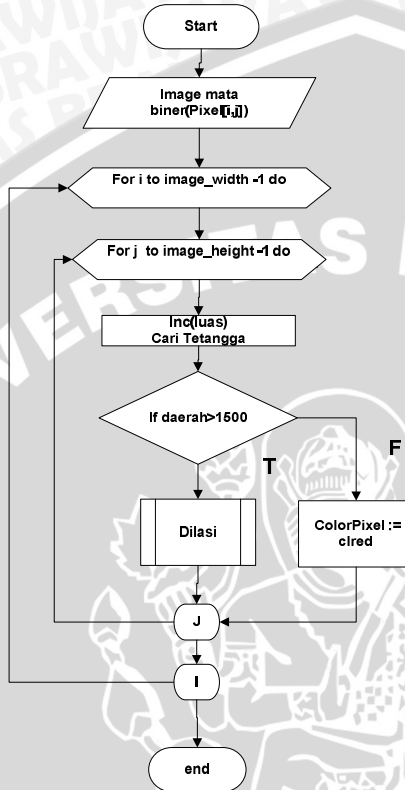 Start
Image mata
biner(Pixel[i,j])
For i to image_width -1 do
For j to image_height -1 do
Inc(luas)
Cari Tetangga
If daerah>1500
T
F
Dilasi
ColorPixel :=
clred
J
I
end